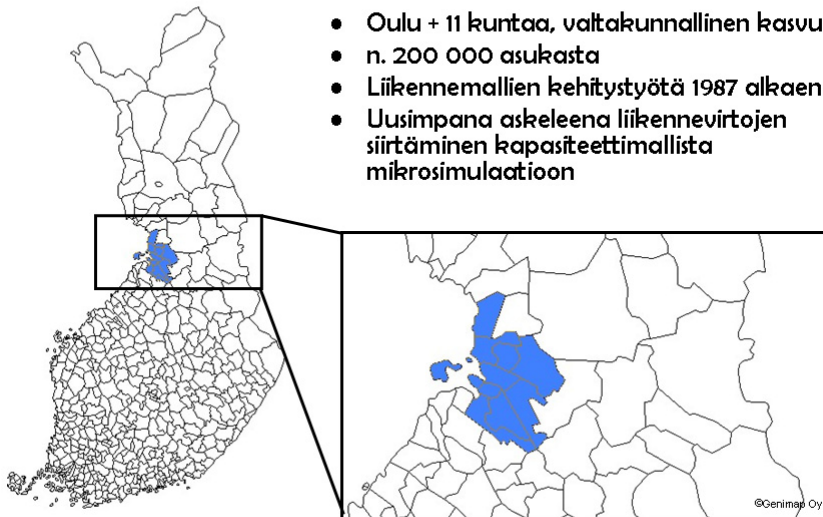 • Oulu + 11 kuntaa, valtakunnallinen kasvu
• n. 200 000 asukasta
• Liikennemallien kehitystyötä 1987 alkaen
• Uusimpana askeleena liikennevirtojen
siirtäminen kapasiteettimallista
mikrosimulaatioon
©Genimap Oy